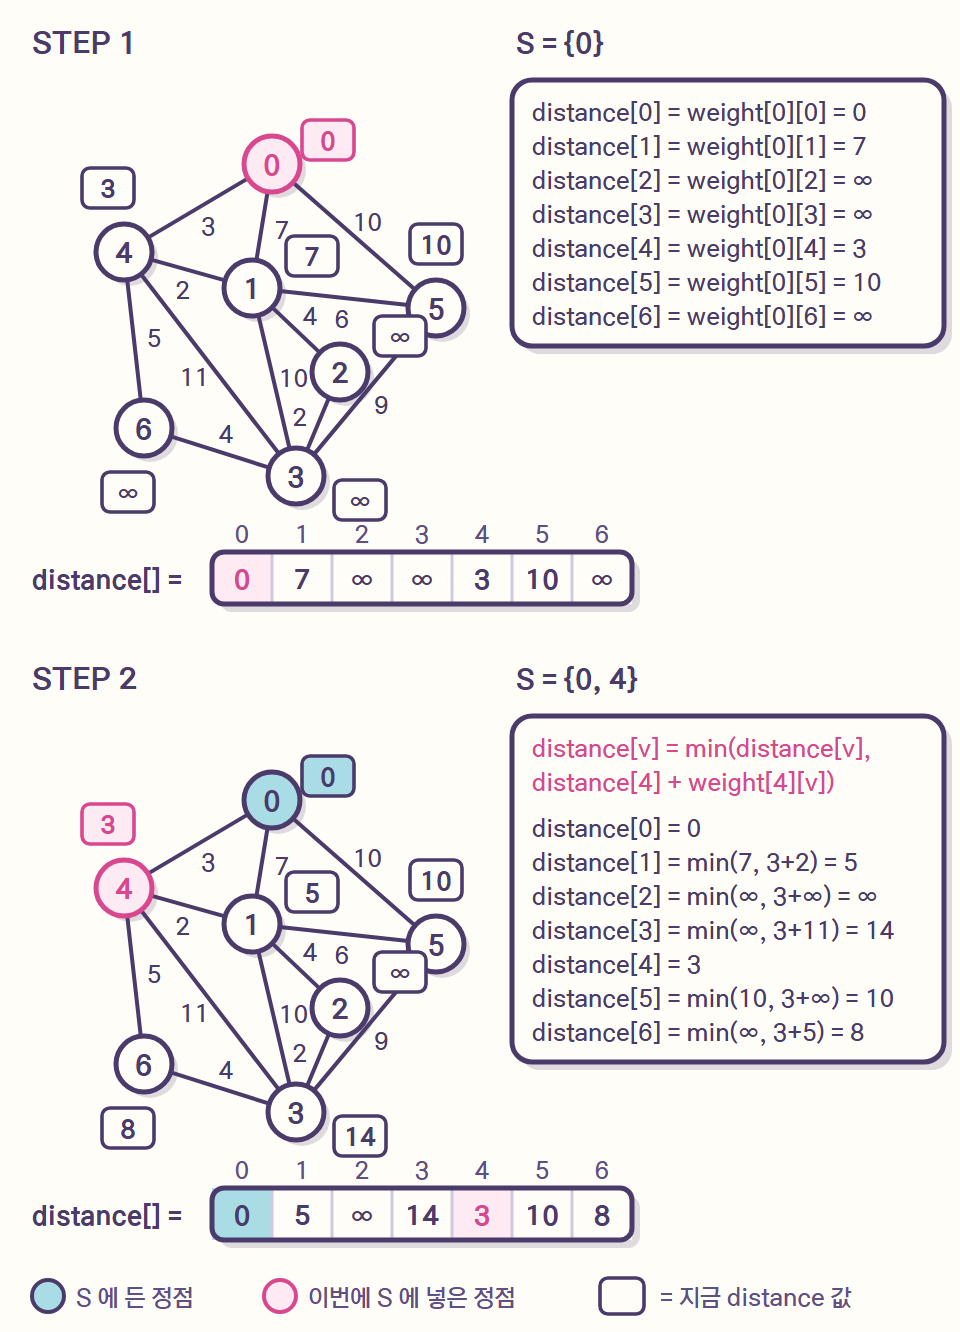 STEP 1
S = {0}
distance[0] = weight[0][0] = 0
distance[1] = weight[0][1] = 7
distance[2] = weight[0][2] = ∞
distance[3] = weight[0][3] = ∞
distance[4] = weight[0][4] = 3
distance[5] = weight[0][5] = 10
distance[6] = weight[0][6] = ∞
0
0
3
3
7
10
4
7
10
2
1
5
4
6
∞
5
2
11
10
9
2
6
4
3
∞
∞
0 1 2 3 4 5 6
distance[] = 0 7 ∞ ∞ 3 10 ∞
STEP 2
S = {0, 4}
distance[v] = min(distance[v],
distance[4] + weight[4][v])
distance[0] = 0
distance[1] = min(7, 3+2) = 5
distance[2] = min(∞, 3+∞) = ∞
distance[3] = min(∞, 3+11) = 14
distance[4] = 3
distance[5] = min(10, 3+∞) = 10
distance[6] = min(∞, 3+5) = 8
0
0
3
3
7
10
4
5
10
2
1
5
4
6
∞
5
2
11
10
9
2
6
4
3
8
14
0 1 2 3 4 5 6
distance[] = 0 5 ∞ 14 3 10 8
S 에 든 정점
이번에 S 에 넣은 정점
= 지금 distance 값